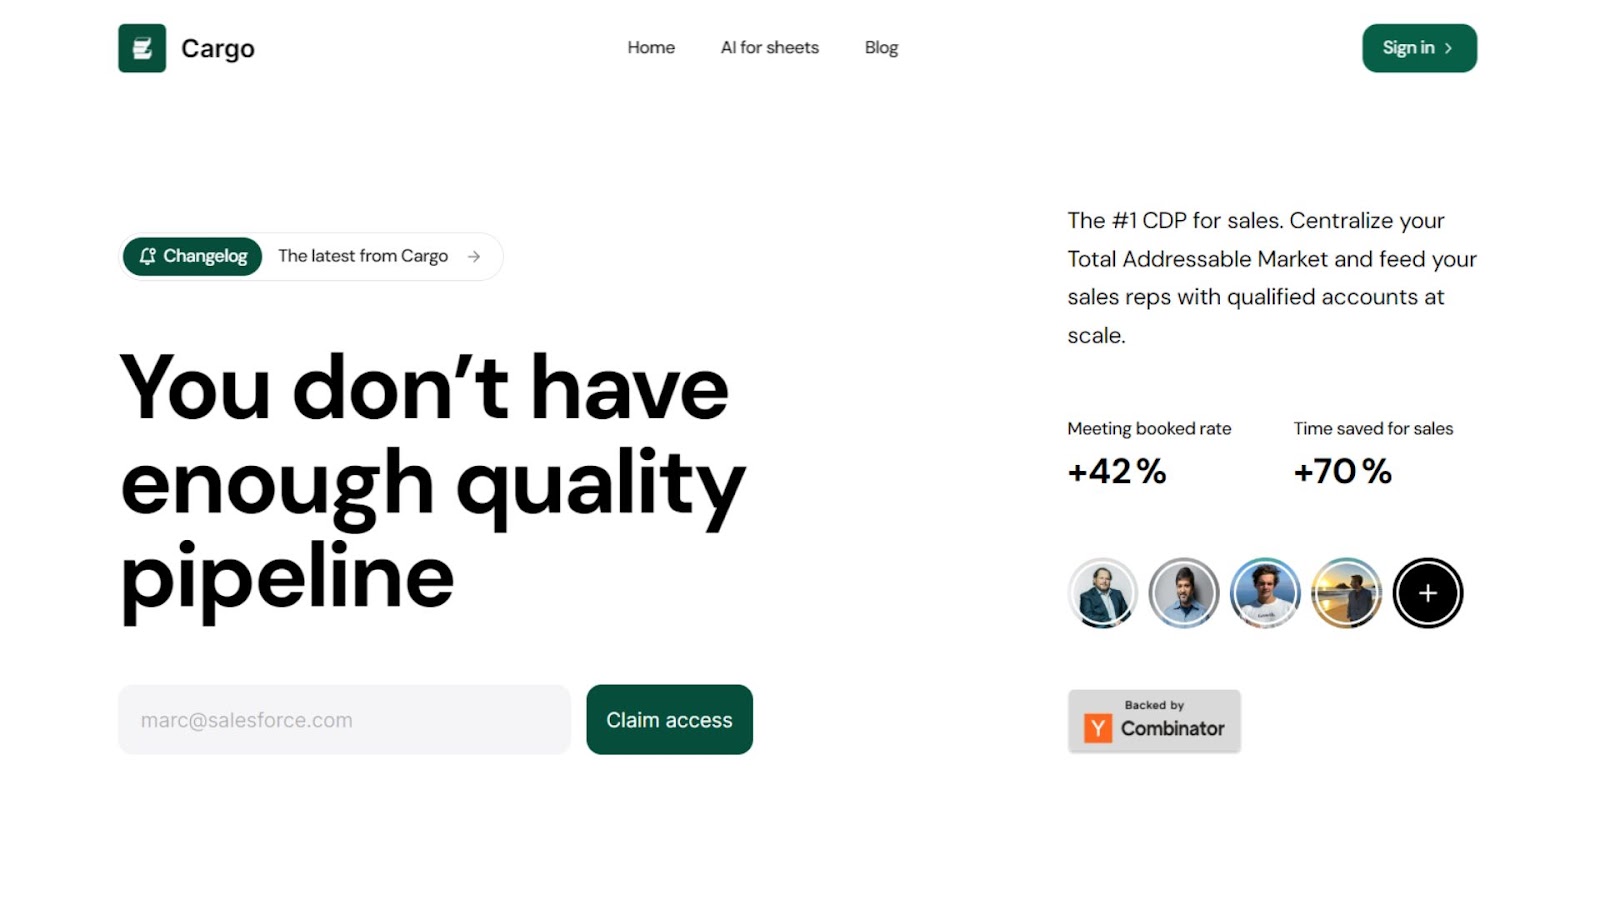 Cargo
Home
AI for sheets
Blog
Sign in
Changelog
The latest from Cargo
You don’t have
enough quality
pipeline
marc@salesforce.com
Claim access
The #1 CDP for sales. Centralize your
Total Addressable Market and feed your
sales reps with qualified accounts at
scale.
Meeting booked rate
+42 %
Time saved for sales
+70 %
+
Backed by
Y Combinator